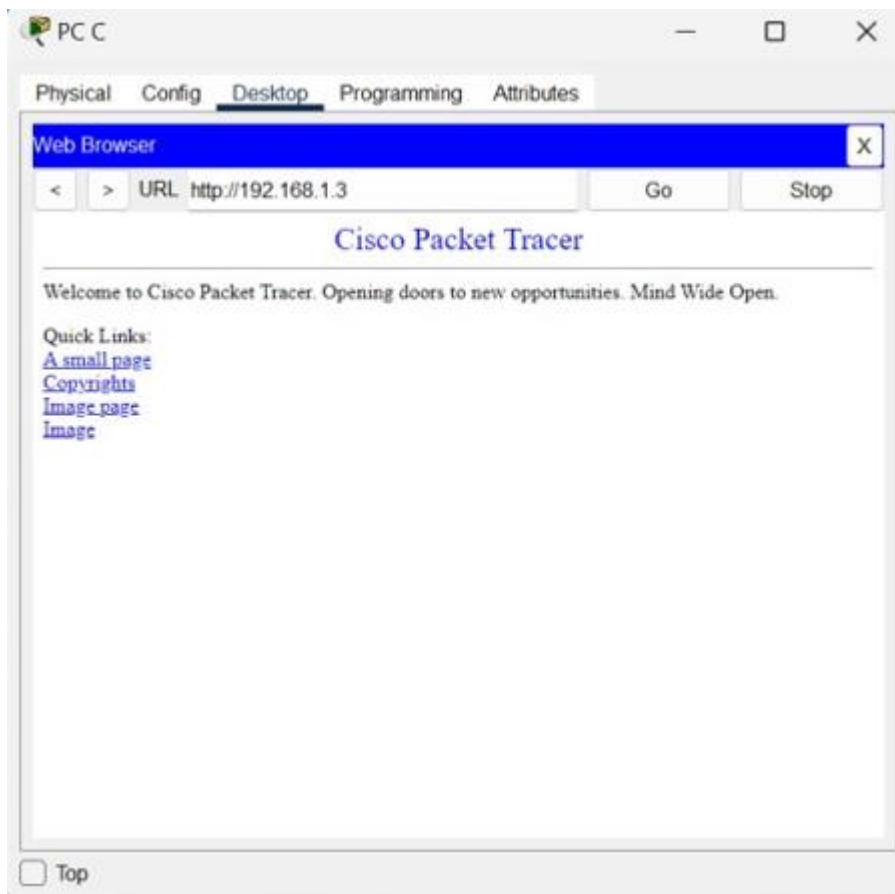 PC C
Physical Config Desktop Programming Attributes
Web Browser X
< > URL http://192.168.1.3 Go Stop
Cisco Packet Tracer
Welcome to Cisco Packet Tracer. Opening doors to new opportunities. Mind Wide Open.
Quick Links:
A small page
Copyrights
Image page
Image
Top